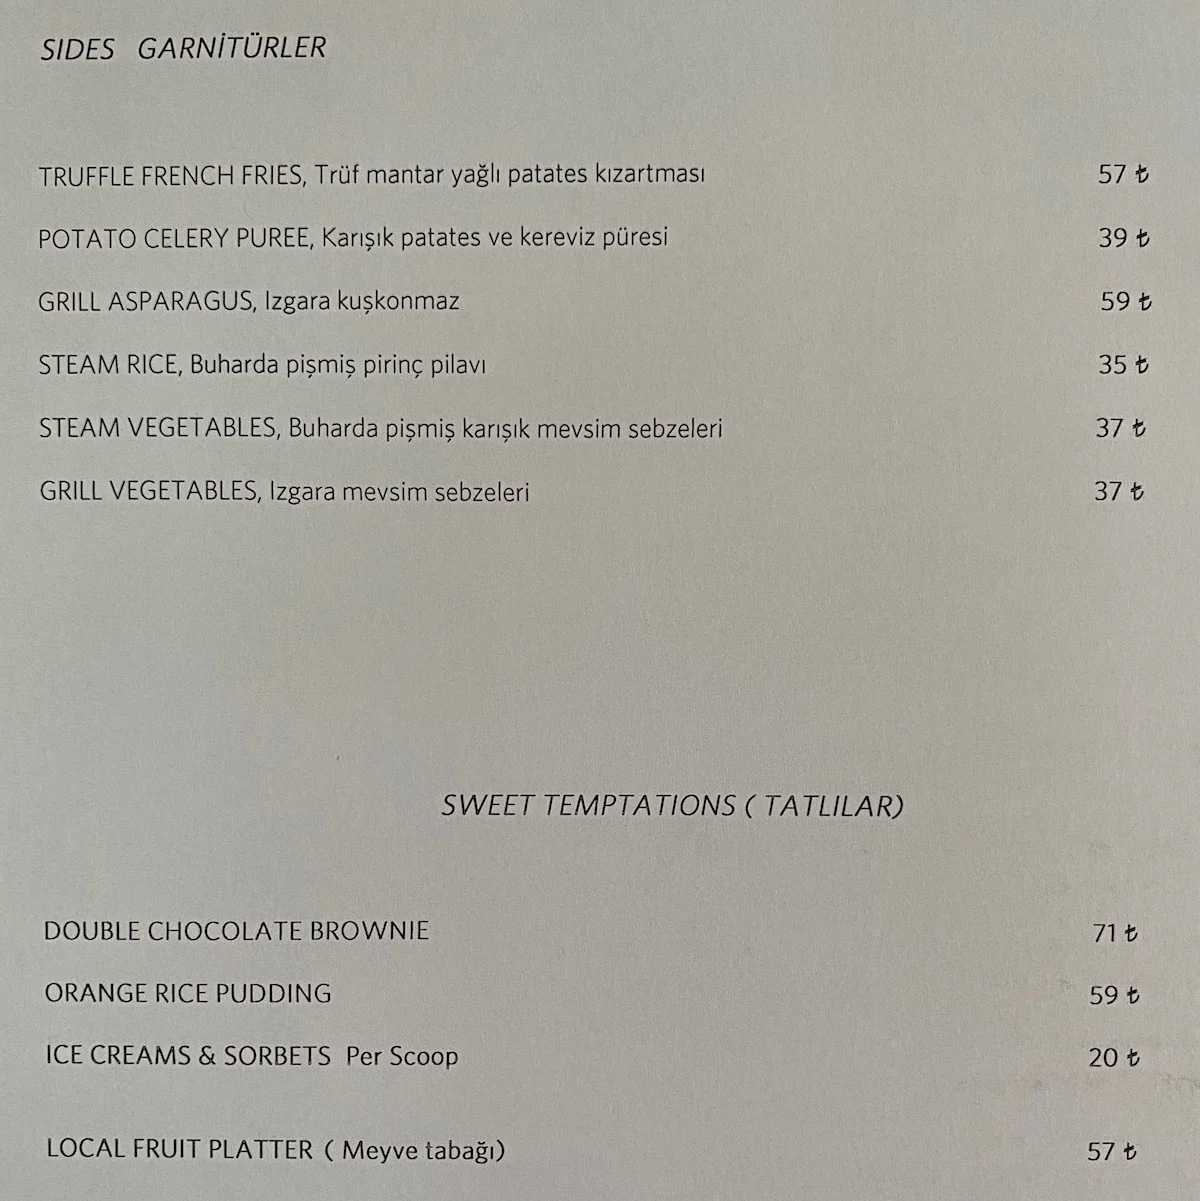 SIDES GARNİTÜRLER
TRUFFLE FRENCH FRIES, Trüf mantar yağlı patates kızartması 57 ₺
POTATO CELERY PUREE, Karışık patates ve kereviz püresi 39 ₺
GRILL ASPARAGUS, Izgara kuşkonmaz 59 ₺
STEAM RICE, Buharda pişmiş pirinç pilavı 35 ₺
STEAM VEGETABLES, Buharda pişmiş karışık mevsim sebzeleri 37 ₺
GRILL VEGETABLES, Izgara mevsim sebzeleri 37 ₺
SWEET TEMPTATIONS ( TATLILAR)
DOUBLE CHOCOLATE BROWNIE 71 ₺
ORANGE RICE PUDDING 59 ₺
ICE CREAMS & SORBETS Per Scoop 20 ₺
LOCAL FRUIT PLATTER ( Meyve tabağı) 57 ₺